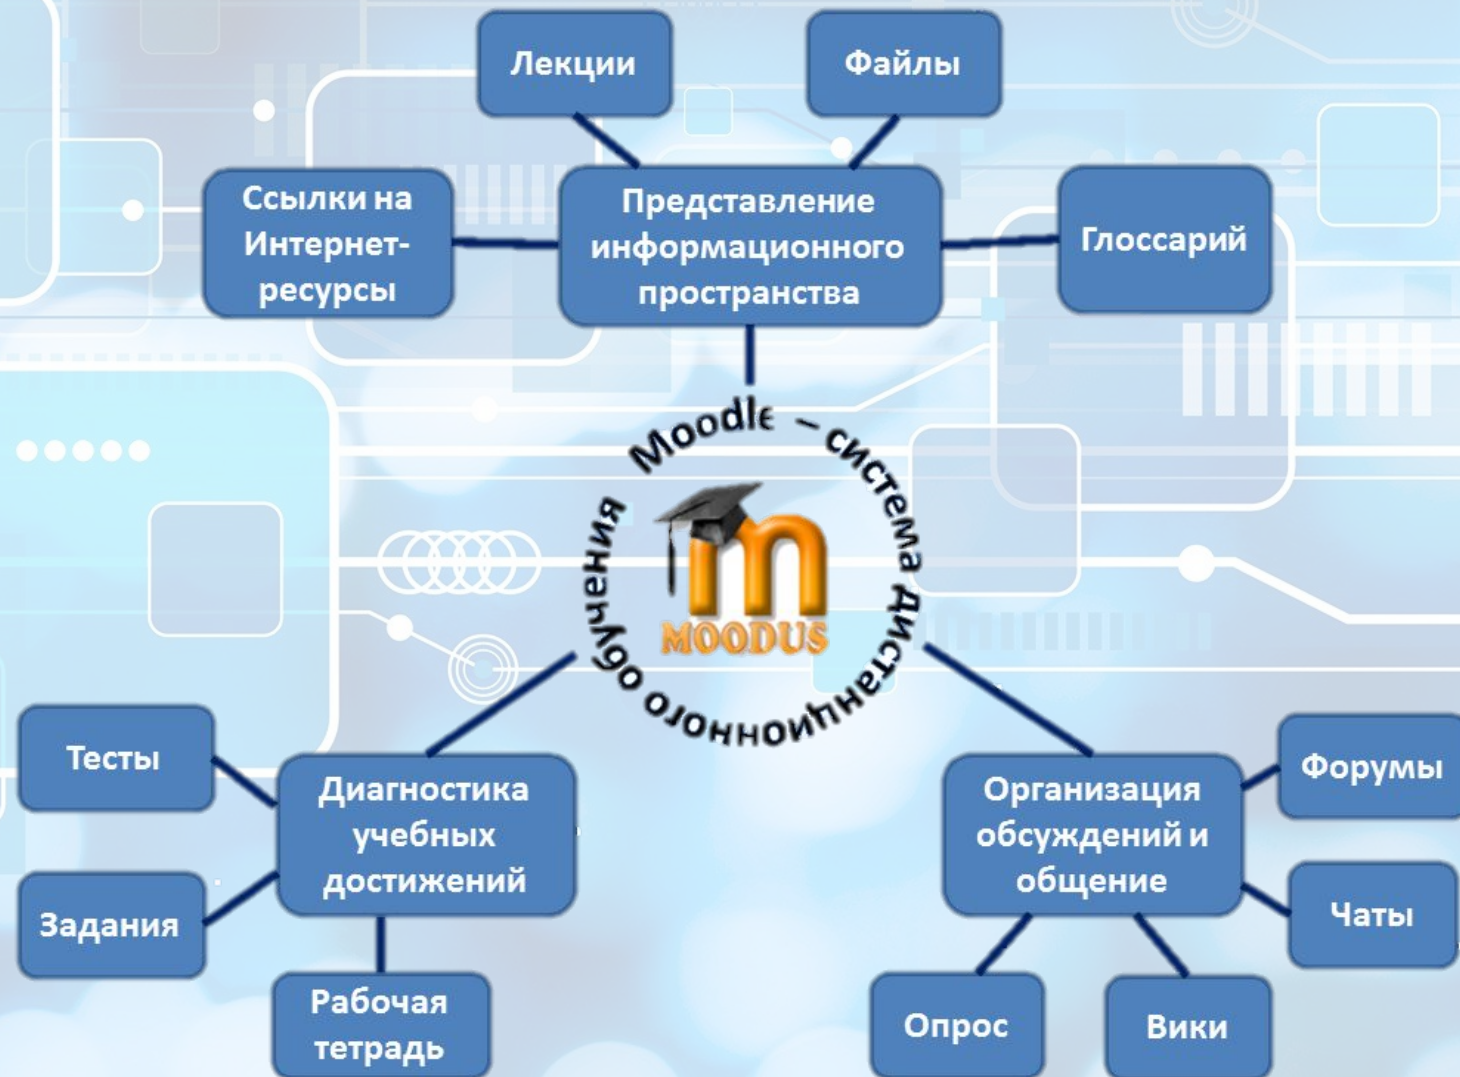 Лекции
Файлы
Ссылки на
Интернет-
ресурсы
Представление
информационного
пространства
Глоссарий
Moodle – система дистанционного обучения
MOODUS
Тесты
Диагностика
учебных
достижений
Задания
Рабочая
тетрадь
Организация
обсуждений и
общение
Форумы
Чаты
Опрос
Вики